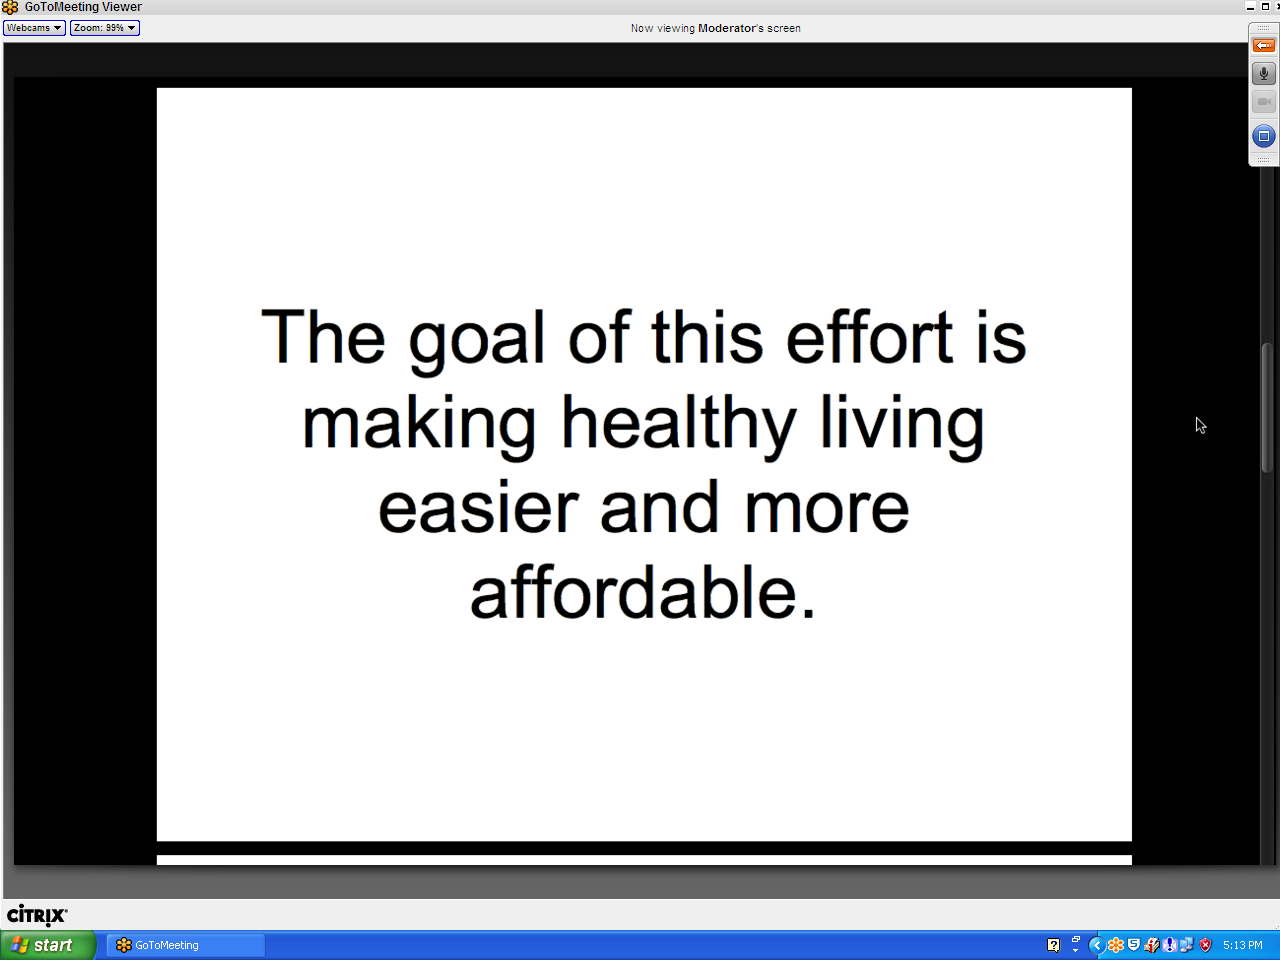 GoToMeeting Viewer
Webcams Zoom: 99% Now viewing Moderator's screen
The goal of this effort is
making healthy living
easier and more
affordable.
CITRIX
start GoToMeeting 5:13 PM